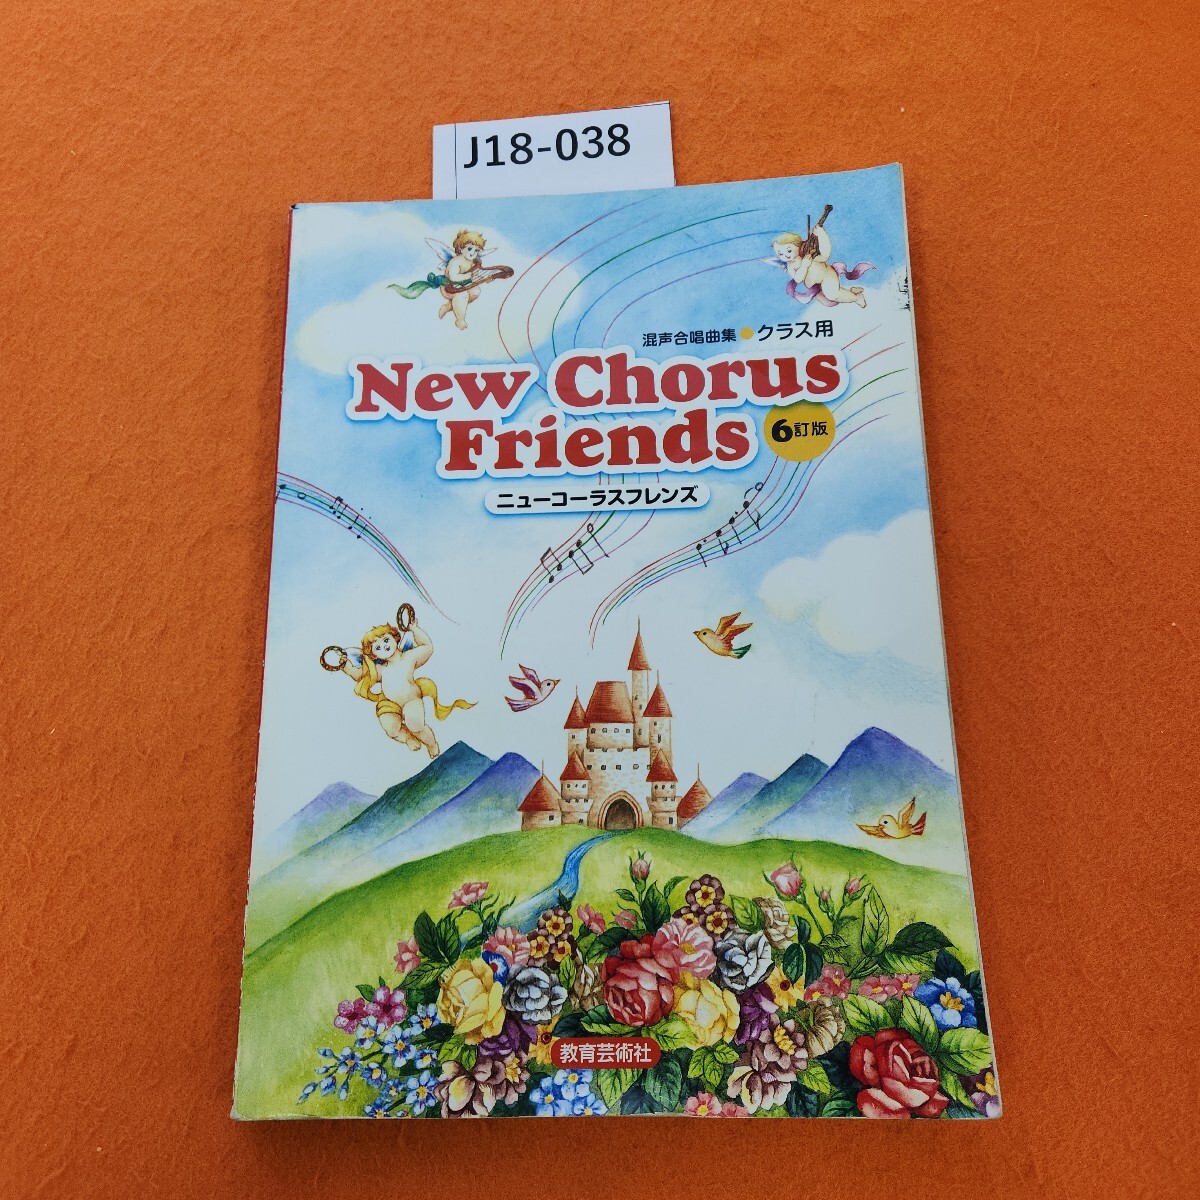 J18-038
混声合唱曲集●クラス用
New Chorus
Friends
6訂版
ニューコーラスフレンズ
教育芸術社